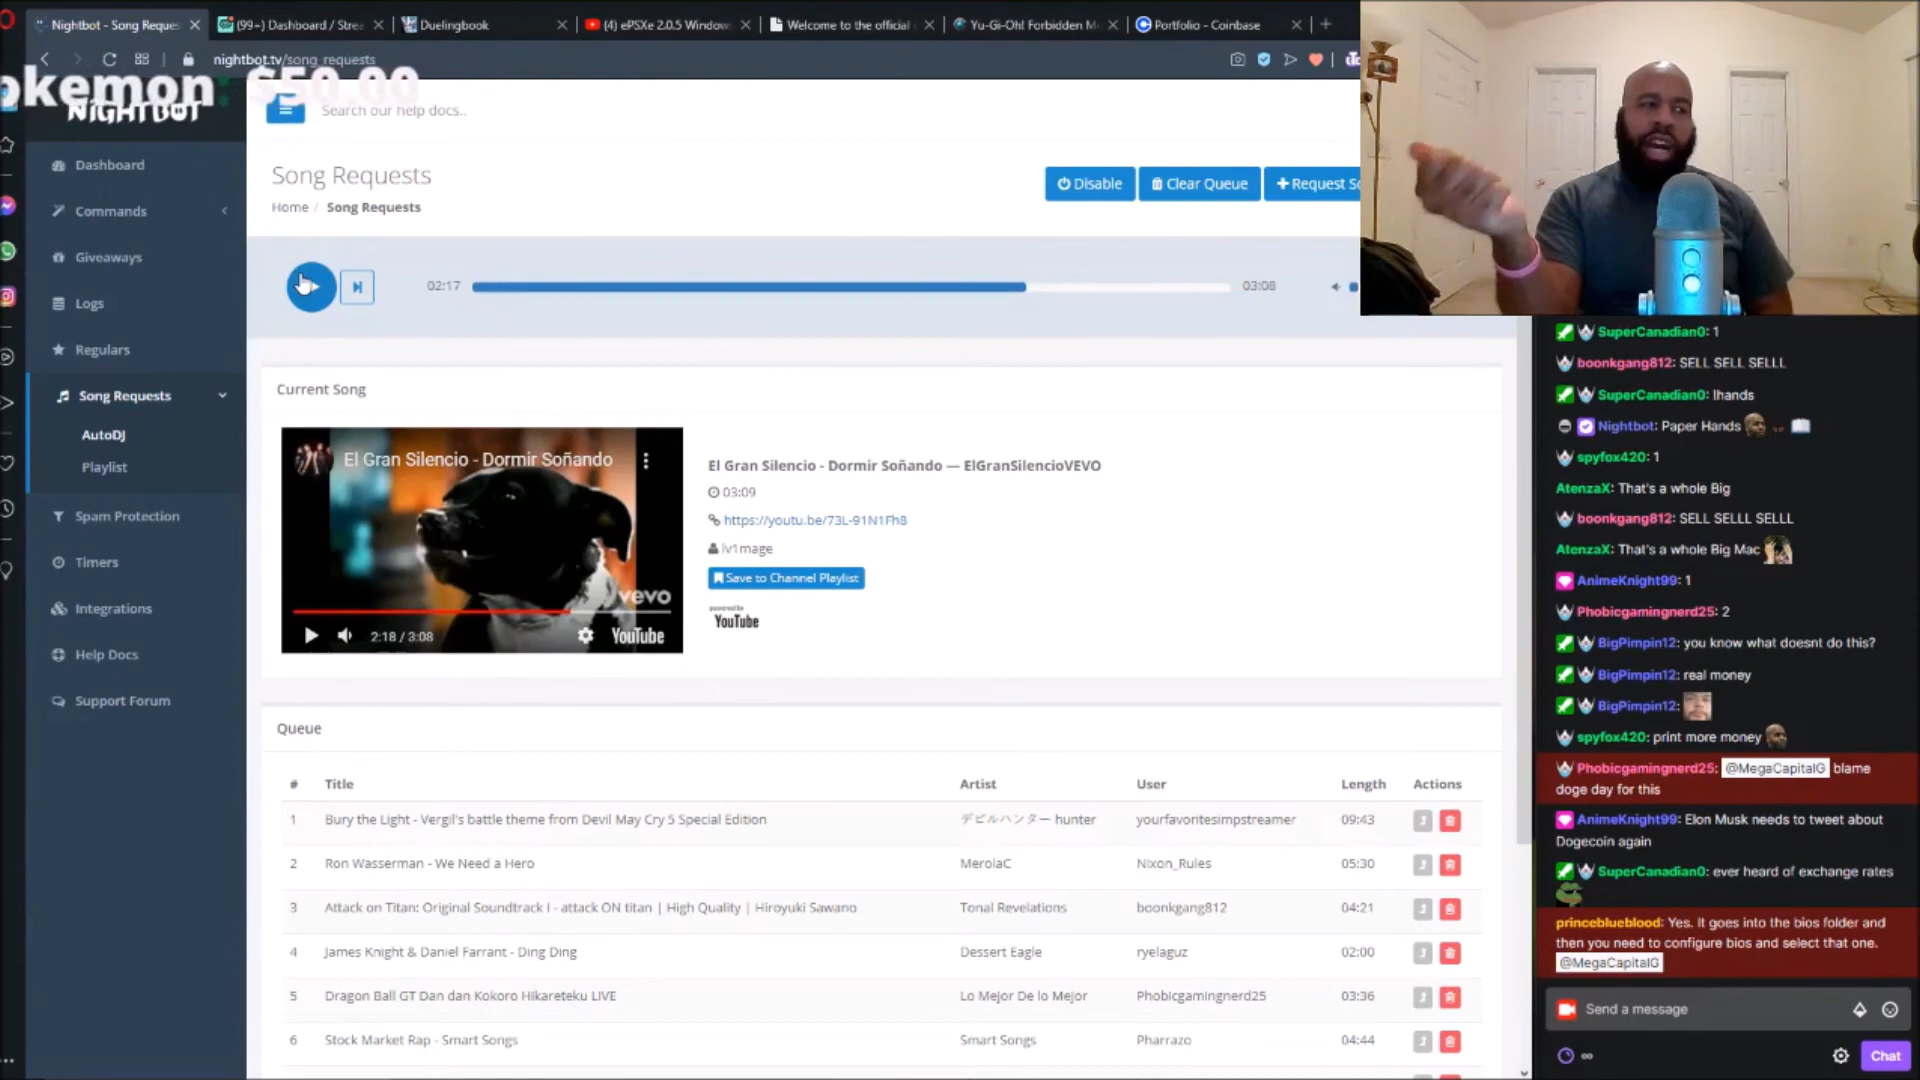 Nightbot - Song Reques
(99+) Dashboard / Strea
Duelingbook
(4) ePSXe 2.0.5 Window
Welcome to the official
Yu-Gi-Oh! Forbidden M
Portfolio - Coinbase
nightbot.tv/song_requests
okemon $50.00
NIGHTBOT
Search our help docs..
Dashboard
Commands
Giveaways
Logs
Regulars
Song Requests
AutoDJ
Playlist
Spam Protection
Timers
Integrations
Help Docs
Support Forum
Song Requests
Home / Song Requests
Disable
Clear Queue
Request So
02:17
03:08
Current Song
El Gran Silencio - Dormir Soñando
vevo
2:18 / 3:08
YouTube
El Gran Silencio - Dormir Soñando — ElGranSilencioVEVO
03:09
https://youtu.be/73L-91N1Fh8
lv1mage
Save to Channel Playlist
powered by
YouTube
Queue
# Title Artist User Length Actions
1 Bury the Light - Vergil's battle theme from Devil May Cry 5 Special Edition デビルハンター hunter yourfavoritesimpstreamer 09:43
2 Ron Wasserman - We Need a Hero MerolaC Nixon_Rules 05:30
3 Attack on Titan: Original Soundtrack I - attack ON titan | High Quality | Hiroyuki Sawano Tonal Revelations boonkgang812 04:21
4 James Knight & Daniel Farrant - Ding Ding Dessert Eagle ryelaguz 02:00
5 Dragon Ball GT Dan dan Kokoro Hikareteku LIVE Lo Mejor De lo Mejor Phobicgamingnerd25 03:36
6 Stock Market Rap - Smart Songs Smart Songs Pharrazo 04:44
SuperCanadian0: 1
boonkgang812: SELL SELL SELLL
SuperCanadian0: !hands
Nightbot: Paper Hands
spyfox420: 1
AtenzaX: That's a whole Big
boonkgang812: SELL SELLL SELLL
AtenzaX: That's a whole Big Mac
AnimeKnight99: 1
Phobicgamingnerd25: 2
BigPimpin12: you know what doesnt do this?
BigPimpin12: real money
BigPimpin12:
spyfox420: print more money
Phobicgamingnerd25: @MegaCapitalG blame
doge day for this
AnimeKnight99: Elon Musk needs to tweet about
Dogecoin again
SuperCanadian0: ever heard of exchange rates
princeblueblood: Yes. It goes into the bios folder and
then you need to configure bios and select that one.
@MegaCapitalG
Send a message
Chat